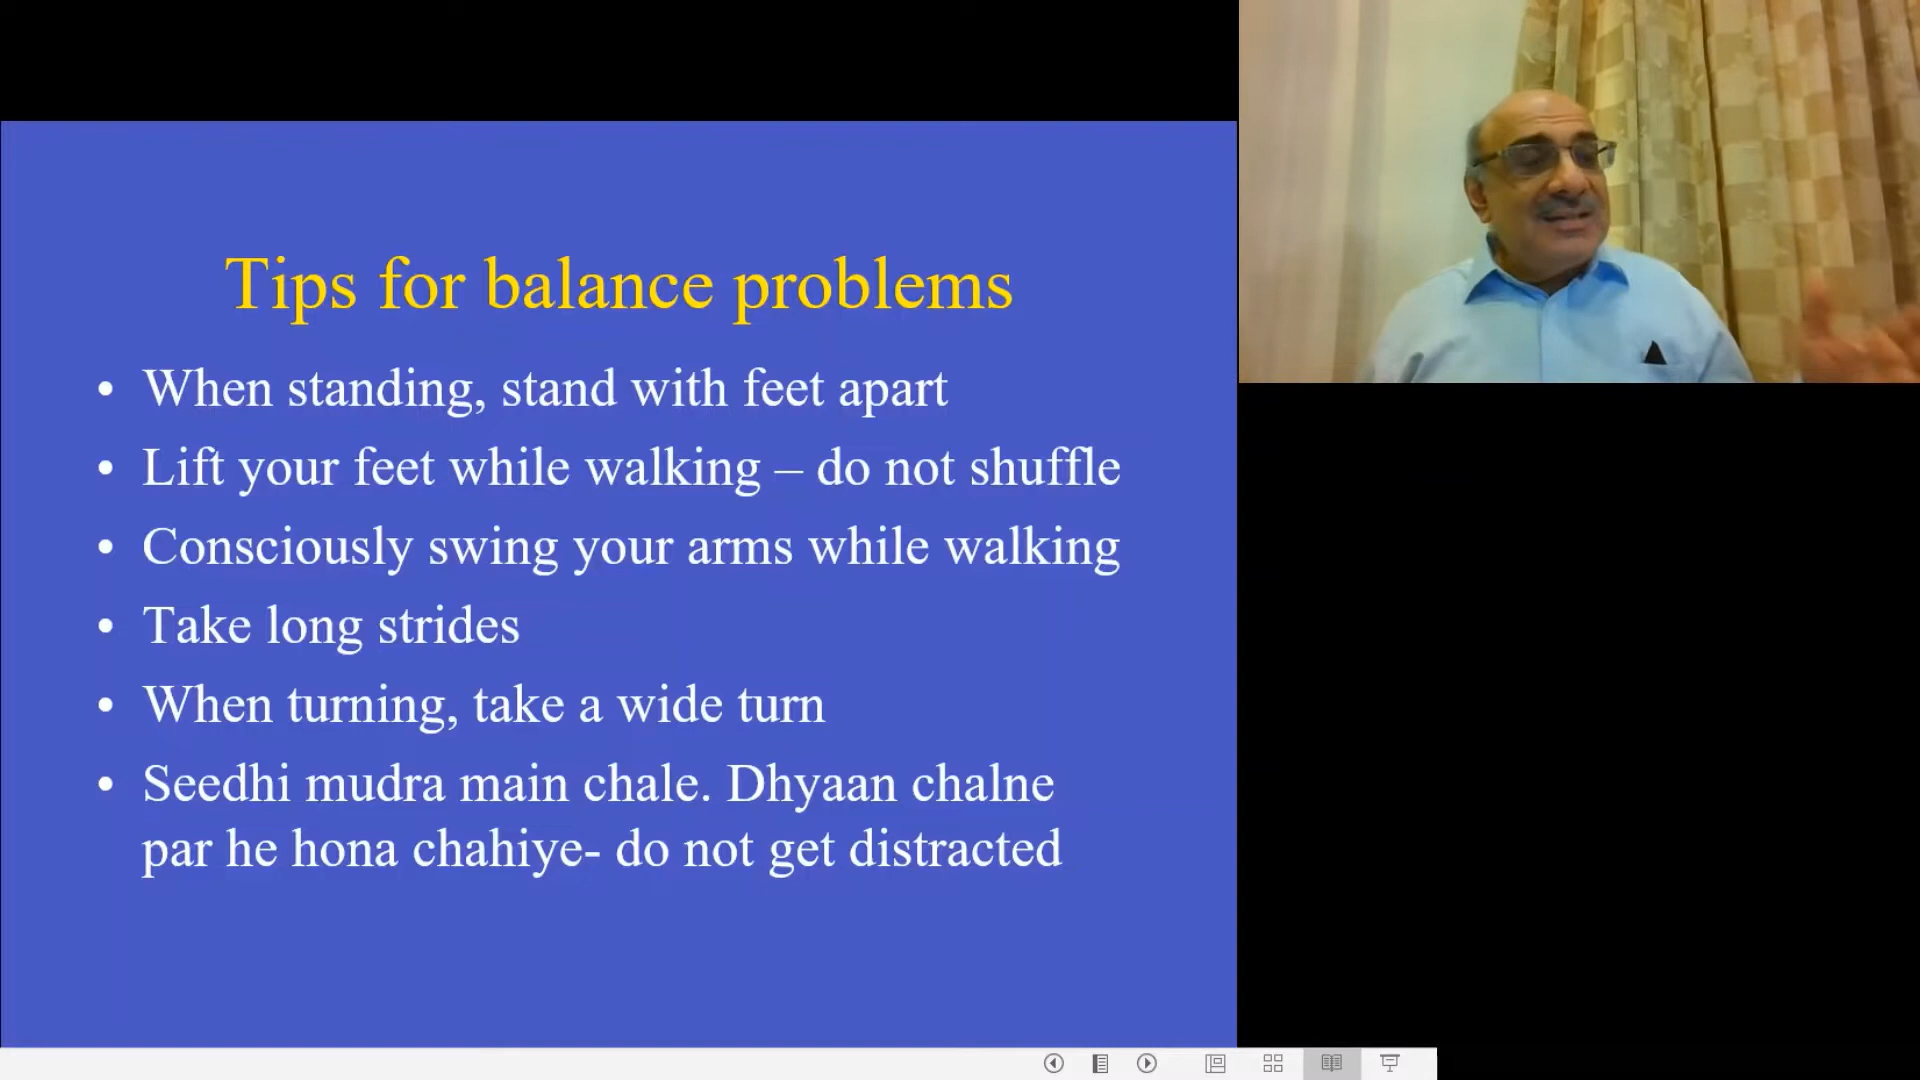 Tips for balance problems
• When standing, stand with feet apart
• Lift your feet while walking – do not shuffle
• Consciously swing your arms while walking
• Take long strides
• When turning, take a wide turn
• Seedhi mudra main chale. Dhyaan chalne
par he hona chahiye- do not get distracted